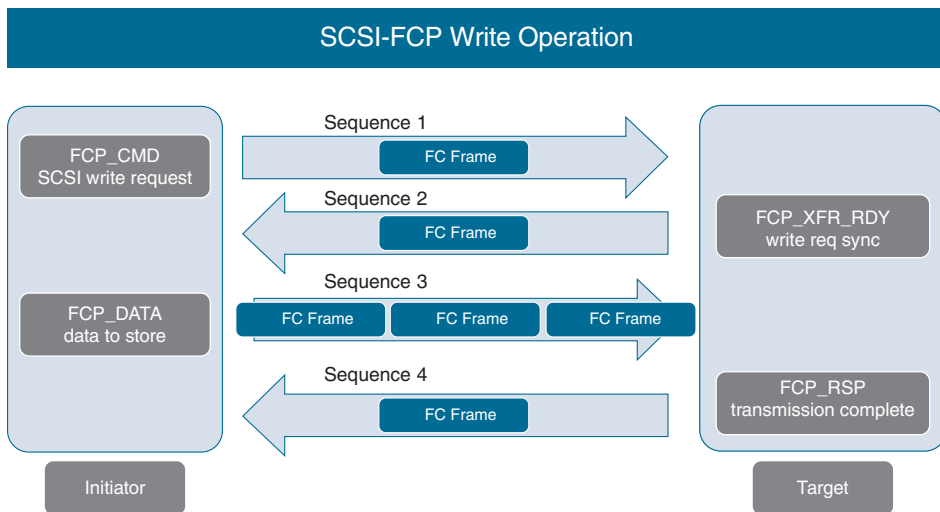 SCSI-FCP Write Operation
Sequence 1
FCP_CMD
SCSI write request
FC Frame
Sequence 2
FC Frame
FCP_XFR_RDY
write req sync
Sequence 3
FCP_DATA
data to store
FC Frame
FC Frame
FC Frame
Sequence 4
FC Frame
FCP_RSP
transmission complete
Initiator
Target